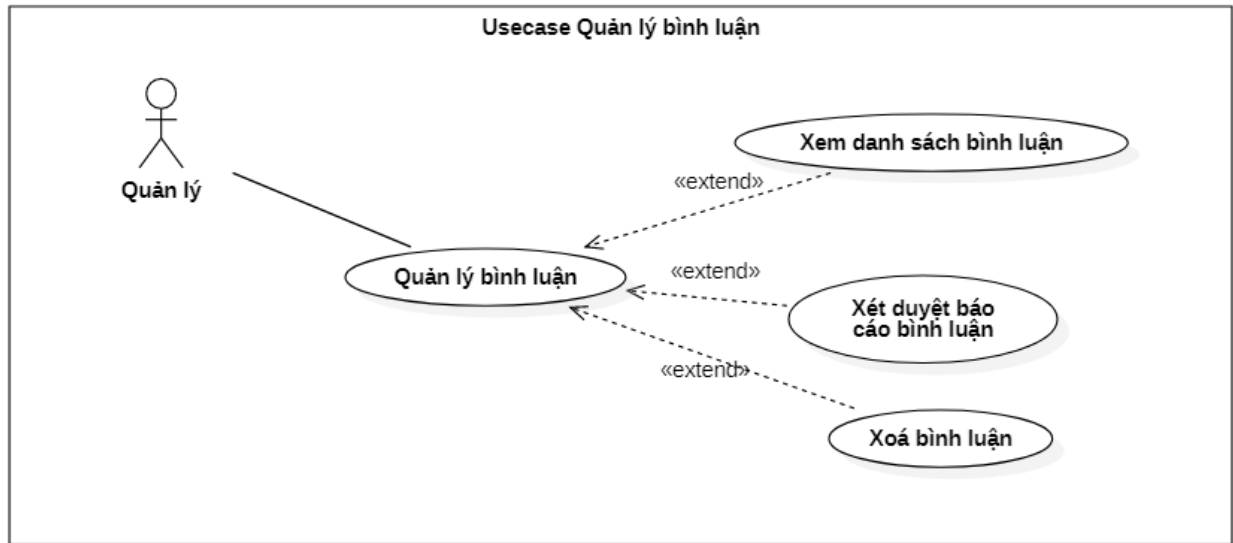 Usecase Quản lý bình luận
Quản lý
Xem danh sách bình luận
«extend»
Quản lý bình luận
«extend»
Xét duyệt báo
cáo bình luận
«extend»
Xoá bình luận